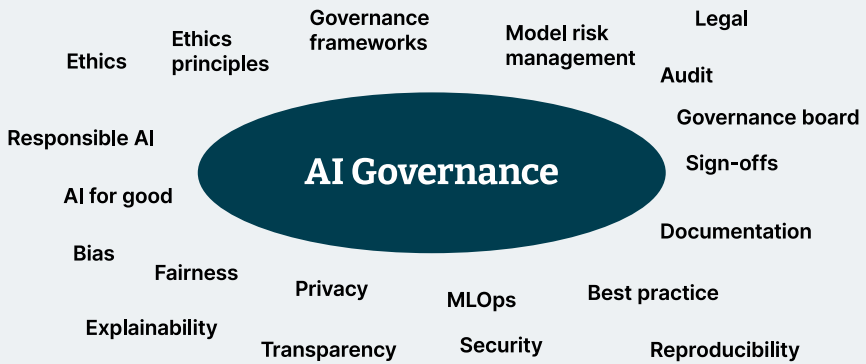 Governance
frameworks
Legal
Ethics
principles
Model risk
management
Ethics
Audit
Governance board
Responsible AI
AI Governance
Sign-offs
AI for good
Documentation
Bias
Fairness
Privacy
MLOps
Best practice
Explainability
Transparency
Security
Reproducibility